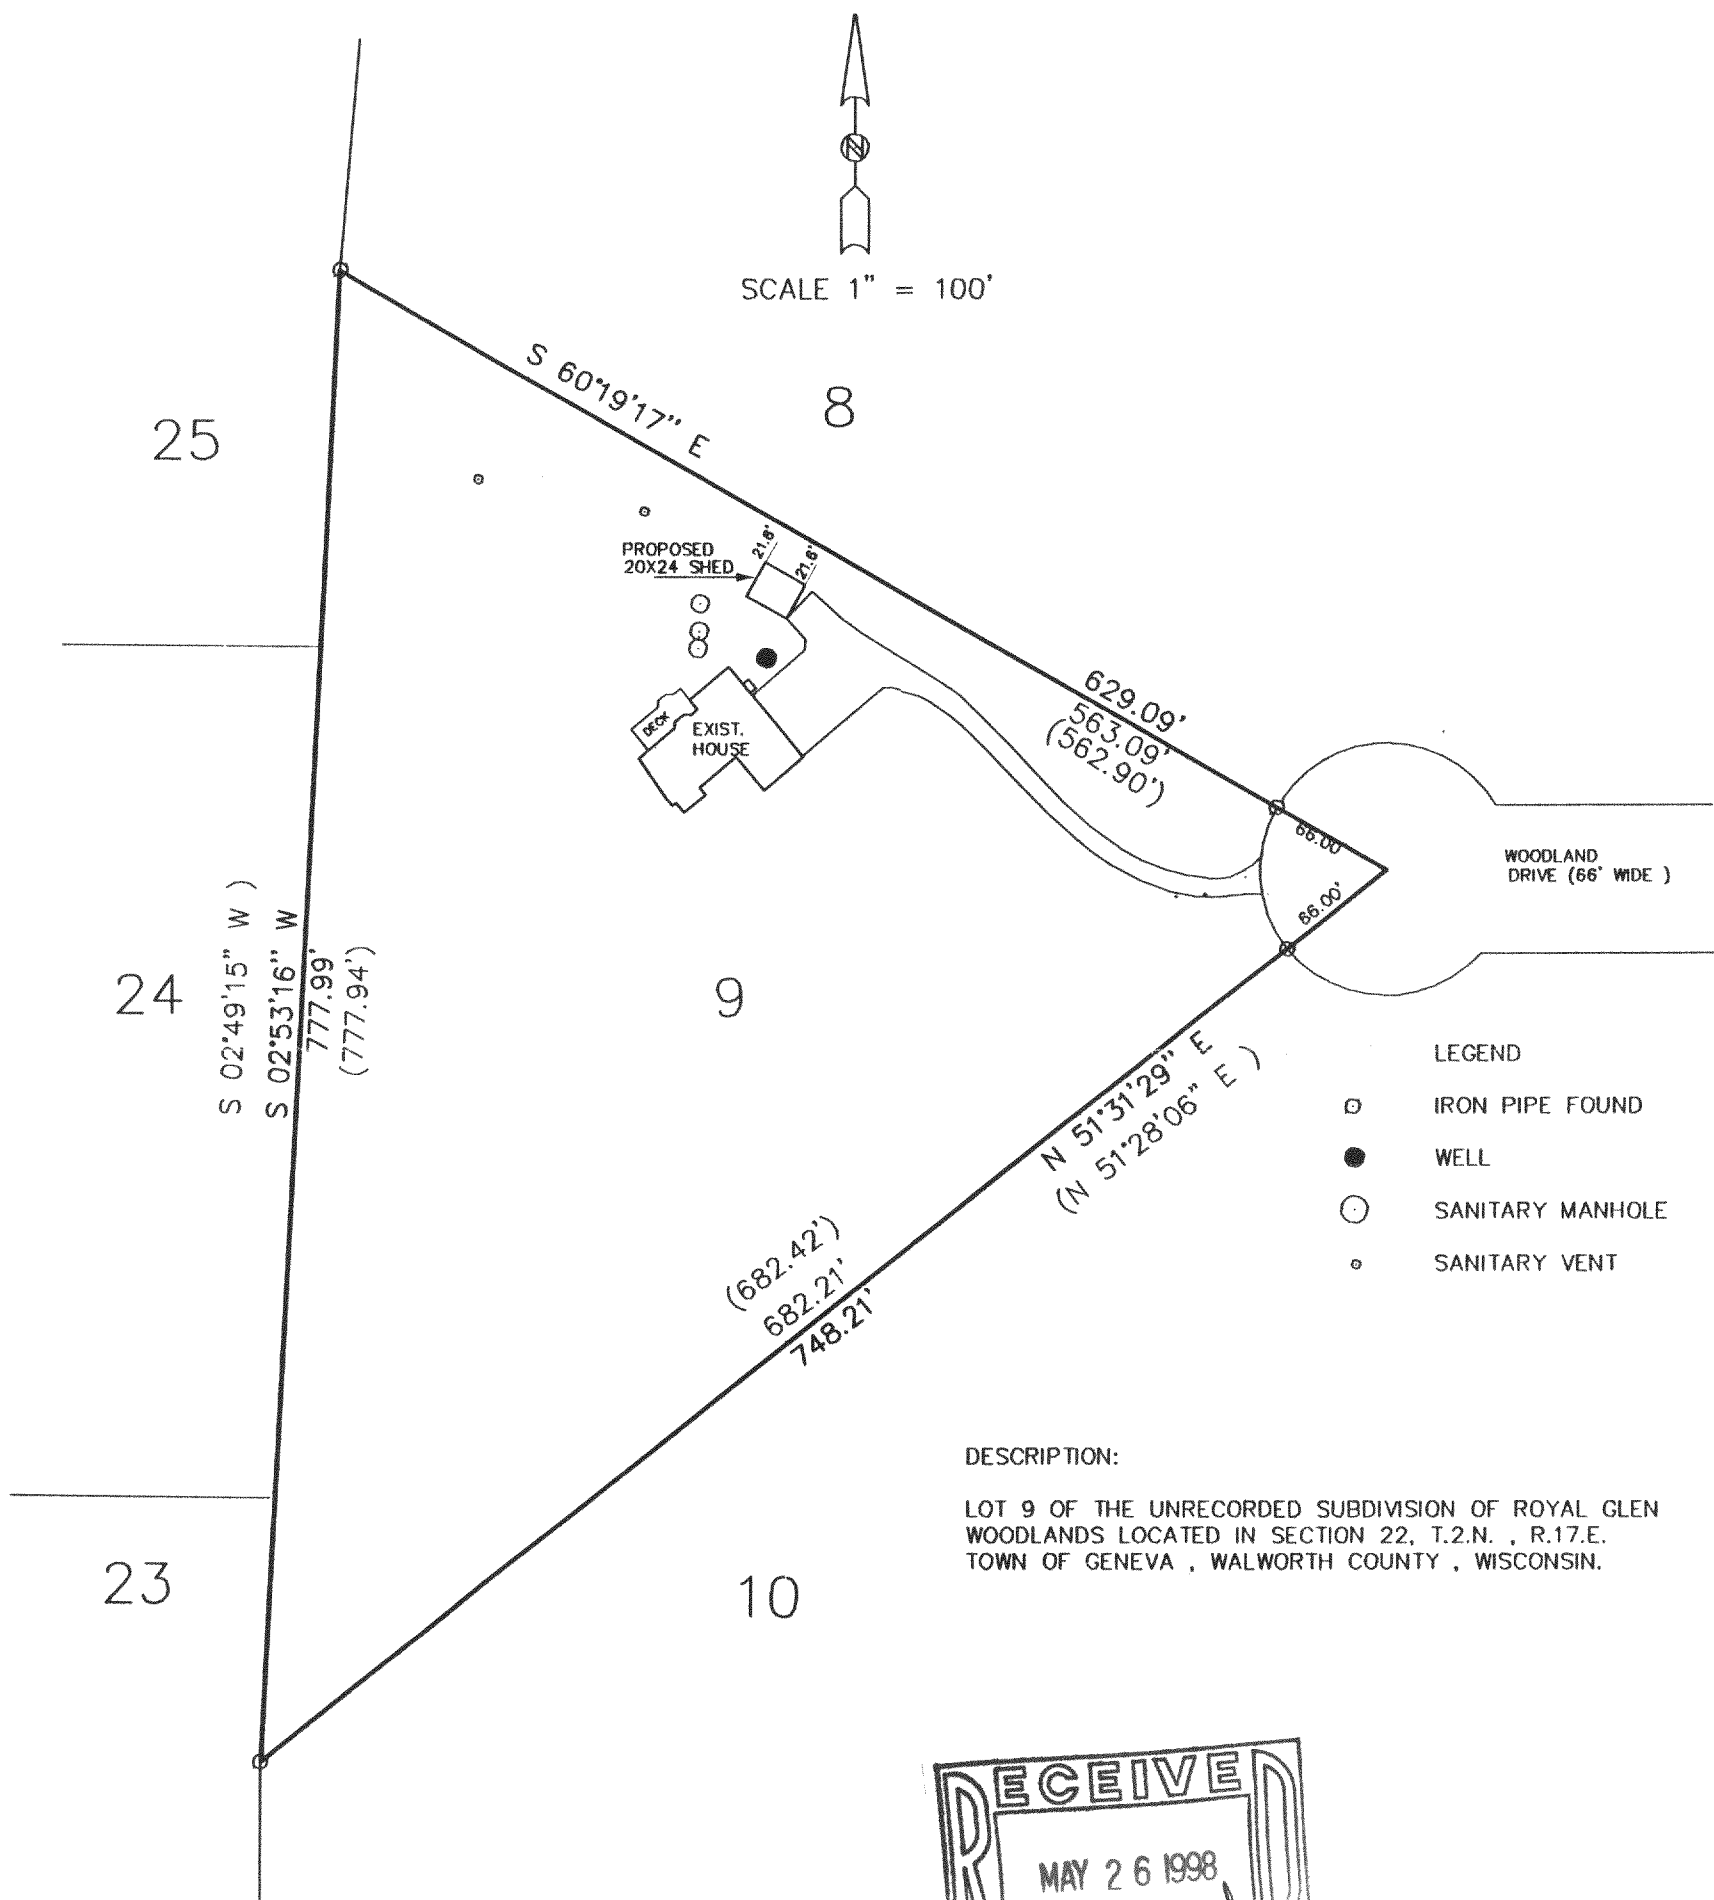 N
SCALE 1" = 100'
S 60°19'17" E
8
25
PROPOSED
20X24 SHED
21.6'
21.6'
DECK
EXIST.
HOUSE
629.09'
563.09'
(562.90')
66.00'
66.00'
WOODLAND
DRIVE (66' WIDE )
S 02°49'15" W )
S 02°53'16" W
777.99'
(777.94')
24
9
N 51°31'29" E
(N 51°28'06" E )
LEGEND
IRON PIPE FOUND
WELL
SANITARY MANHOLE
SANITARY VENT
(682.42')
682.21'
748.21'
DESCRIPTION:
LOT 9 OF THE UNRECORDED SUBDIVISION OF ROYAL GLEN
WOODLANDS LOCATED IN SECTION 22, T.2.N. , R.17.E.
TOWN OF GENEVA , WALWORTH COUNTY , WISCONSIN.
23
10
RECEIVED
MAY 26 1998